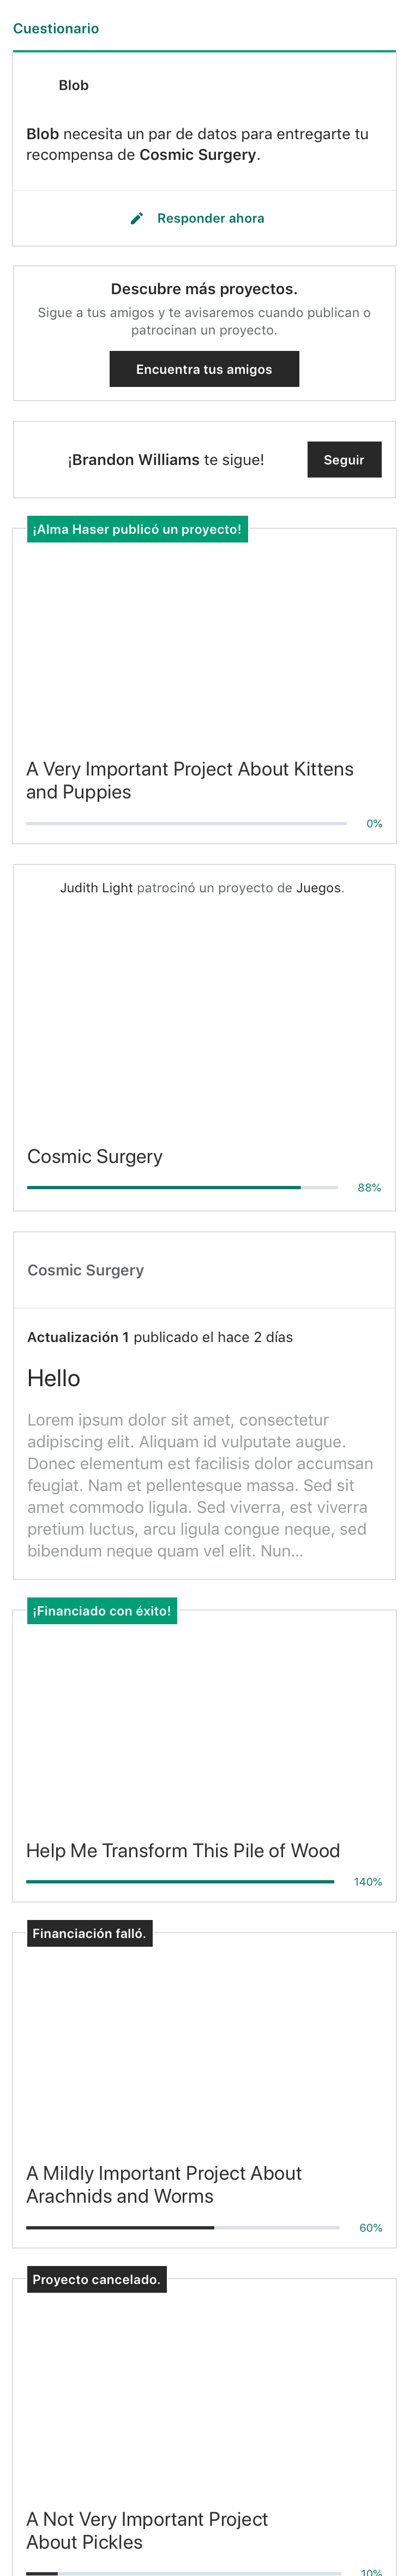 Cuestionario
Blob
Blob necesita un par de datos para entregarte tu
recompensa de Cosmic Surgery.
Responder ahora
Descubre más proyectos.
Sigue a tus amigos y te avisaremos cuando publican o
patrocinan un proyecto.
Encuentra tus amigos
¡Brandon Williams te sigue!
Seguir
¡Alma Haser publicó un proyecto!
A Very Important Project About Kittens
and Puppies
0%
Judith Light patrocinó un proyecto de Juegos.
Cosmic Surgery
88%
Cosmic Surgery
Actualización 1 publicado el hace 2 días
Hello
Lorem ipsum dolor sit amet, consectetur
adipiscing elit. Aliquam id vulputate augue.
Donec elementum est facilisis dolor accumsan
feugiat. Nam et pellentesque massa. Sed sit
amet commodo ligula. Sed viverra, est viverra
pretium luctus, arcu ligula congue neque, sed
bibendum neque quam vel elit. Nun...
¡Financiado con éxito!
Help Me Transform This Pile of Wood
140%
Financiación falló.
A Mildly Important Project About
Arachnids and Worms
60%
Proyecto cancelado.
A Not Very Important Project
About Pickles
10%